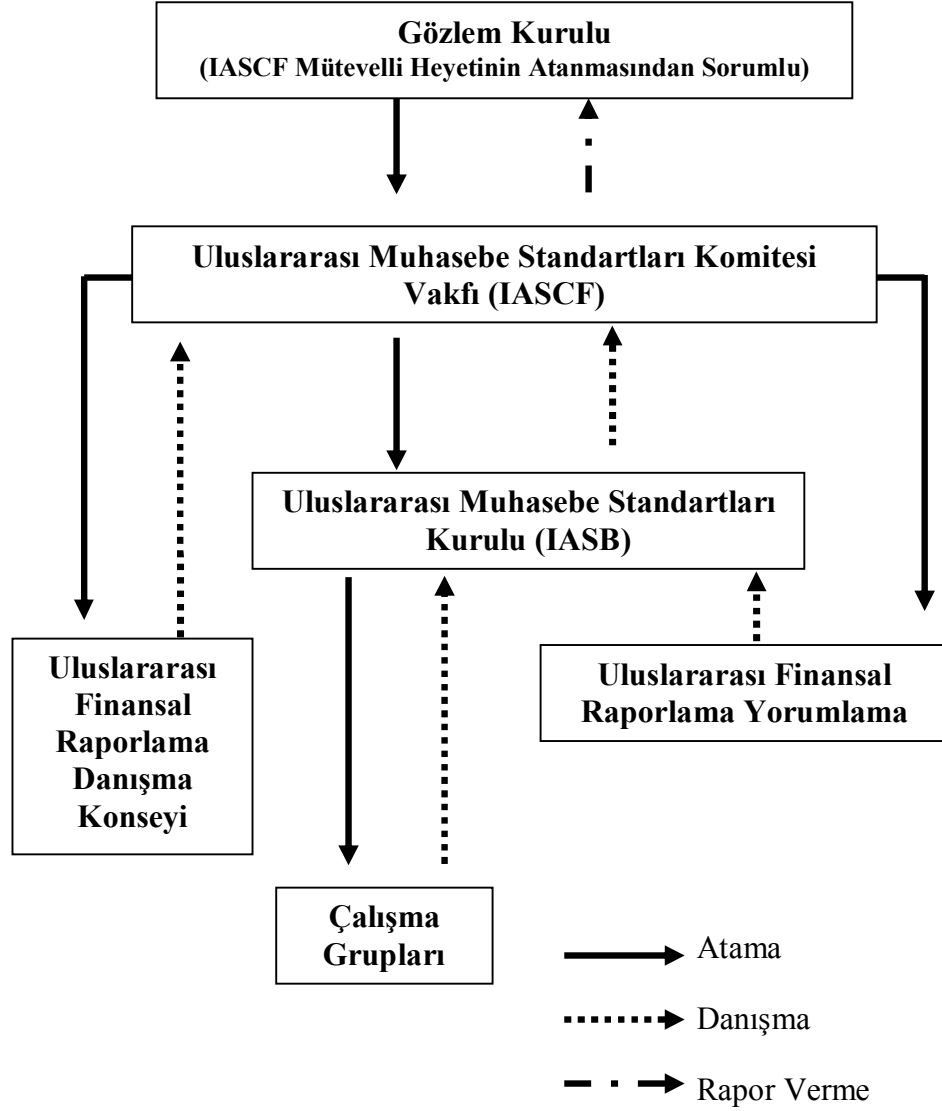 Gözlem Kurulu
(IASCF Mütevelli Heyetinin Atanmasından Sorumlu)
Uluslararası Muhasebe Standartları Komitesi
Vakfı (IASCF)
Uluslararası Muhasebe Standartları
Kurulu (IASB)
Uluslararası
Finansal
Raporlama
Danışma
Konseyi
Uluslararası Finansal
Raporlama Yorumlama
Çalışma
Grupları
Atama
Danışma
Rapor Verme